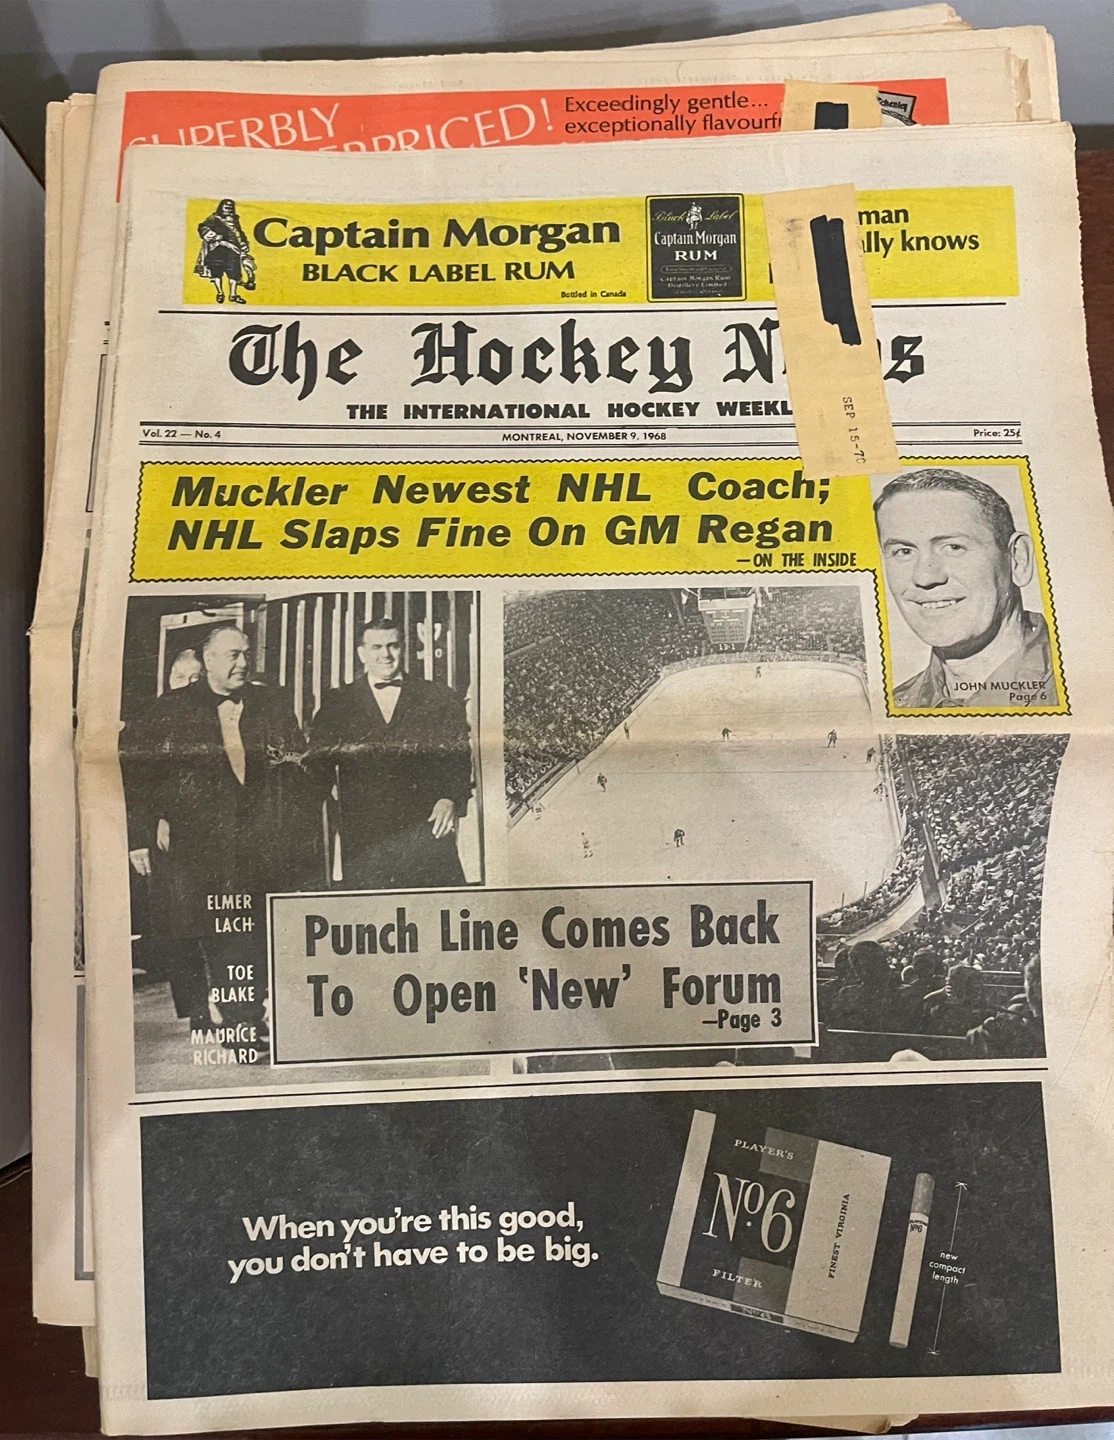 SUPERBLY
PRICED!
Exceedingly gentle...
exceptionally
Schenley
Captain Morgan
BLACK LABEL RUM
Bottled in Canada
Black Label
Captain Morgan
RUM
knows
The Hockey
THE INTERNATIONAL HOCKEY
SEP 15-70
Vol. 22 — No. 4
MONTREAL, NOVEMBER 9, 1968
Price: 25¢
Muckler Newest NHL Coach;
NHL Slaps Fine On GM Regan
—ON THE INSIDE
JOHN MUCKLER
Page 6
ELMER
LACH
TOE
BLAKE
MAURICE
RICHARD
Punch Line Comes Back
To Open 'New' Forum
—Page 3
When you're this good,
you don't have to be big.
PLAYER'S
No6
FILTER
FINEST VIRGINIA
No6
No6
new
compact
length